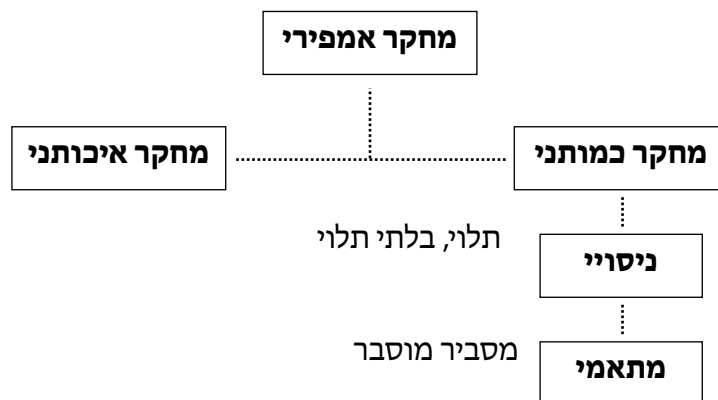 מחקר אמפירי
מחקר כמותני
מחקר איכותני
תלוי, בלתי תלוי
ניסויי
מסביר מוסבר
מתאמי